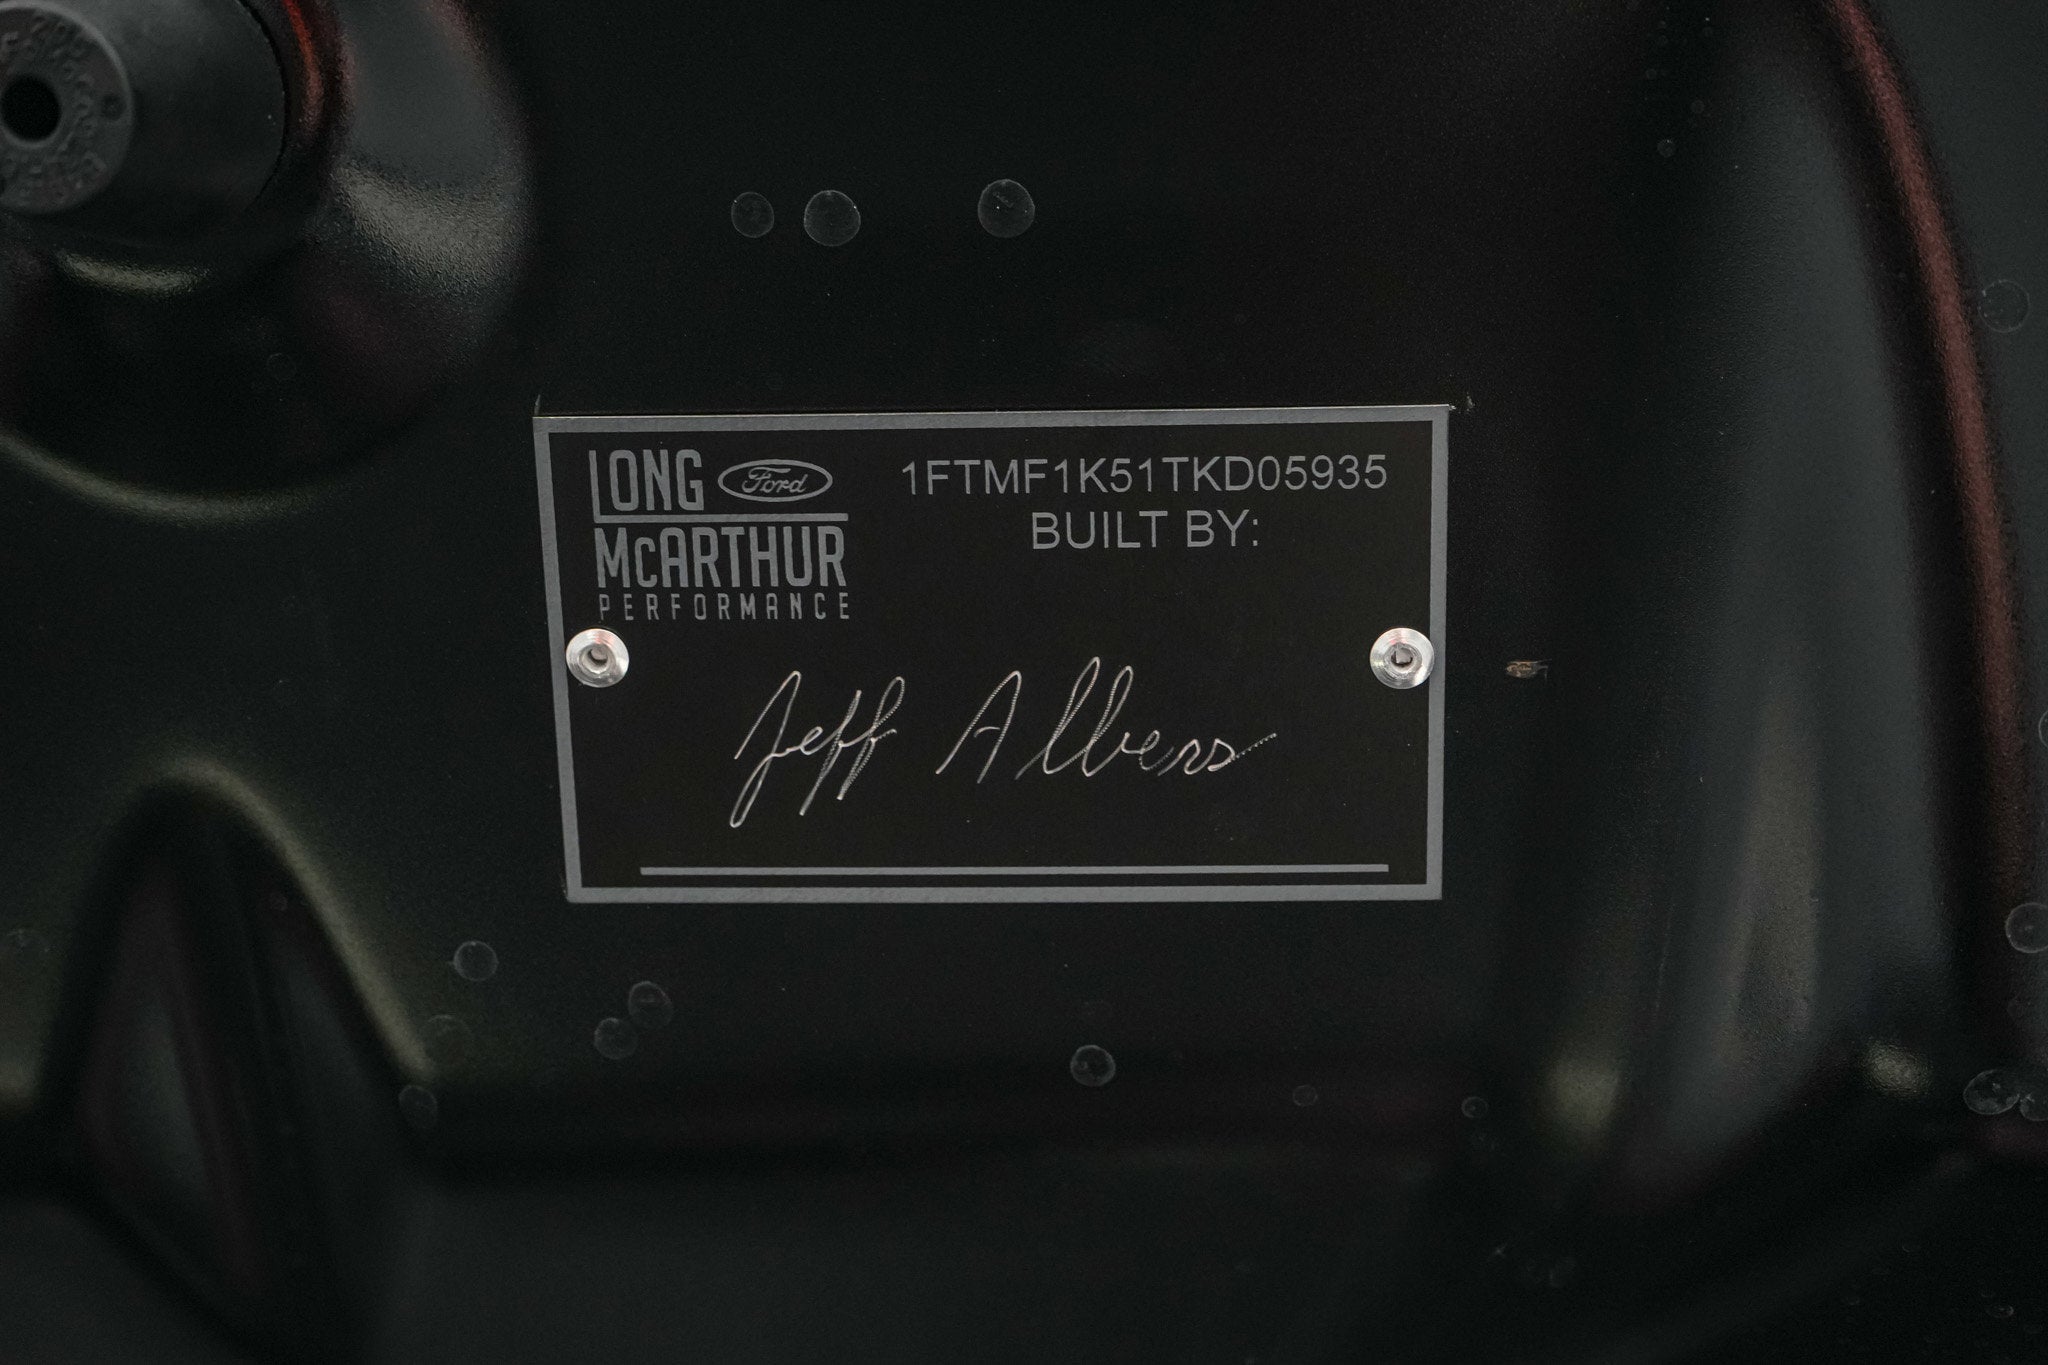 LONG Ford
McARTHUR
PERFORMANCE
1FTMF1K51TKD05935
BUILT BY:
Jeff Albers